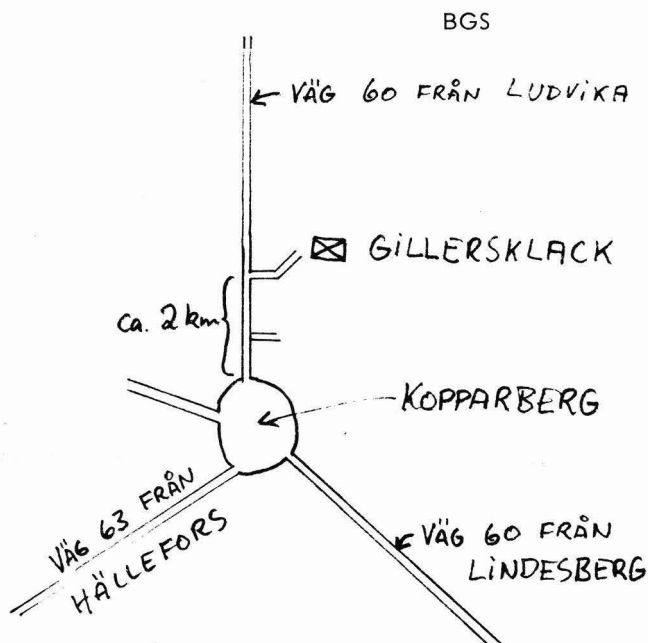 BGS
VÄG 60 FRÅN LUDVIKA
GILLERSKLACK
ca. 2 km
KOPPARBERG
VÄG 63 FRÅN
HÄLLEFORS
VÄG 60 FRÅN
LINDESBERG